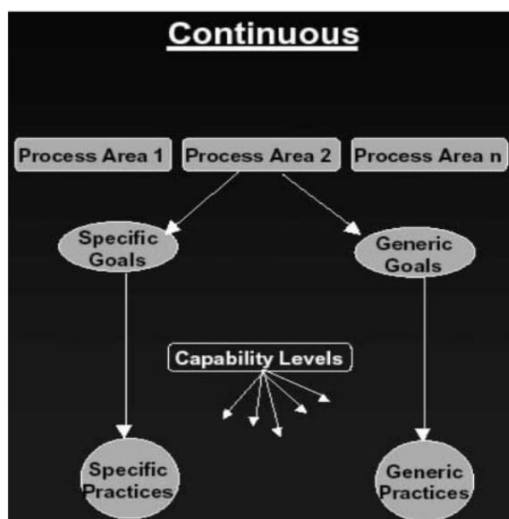 Continuous
Process Area 1
Process Area 2
Process Area n
Specific
Goals
Generic
Goals
Capability Levels
Specific
Practices
Generic
Practices